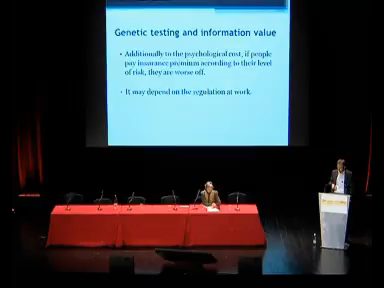 Genetic testing and information value
• Additionally to the psychological cost, if people
pay insurance premium according to their level
of risk, they are worse off.
• It may depend on the regulation at work.